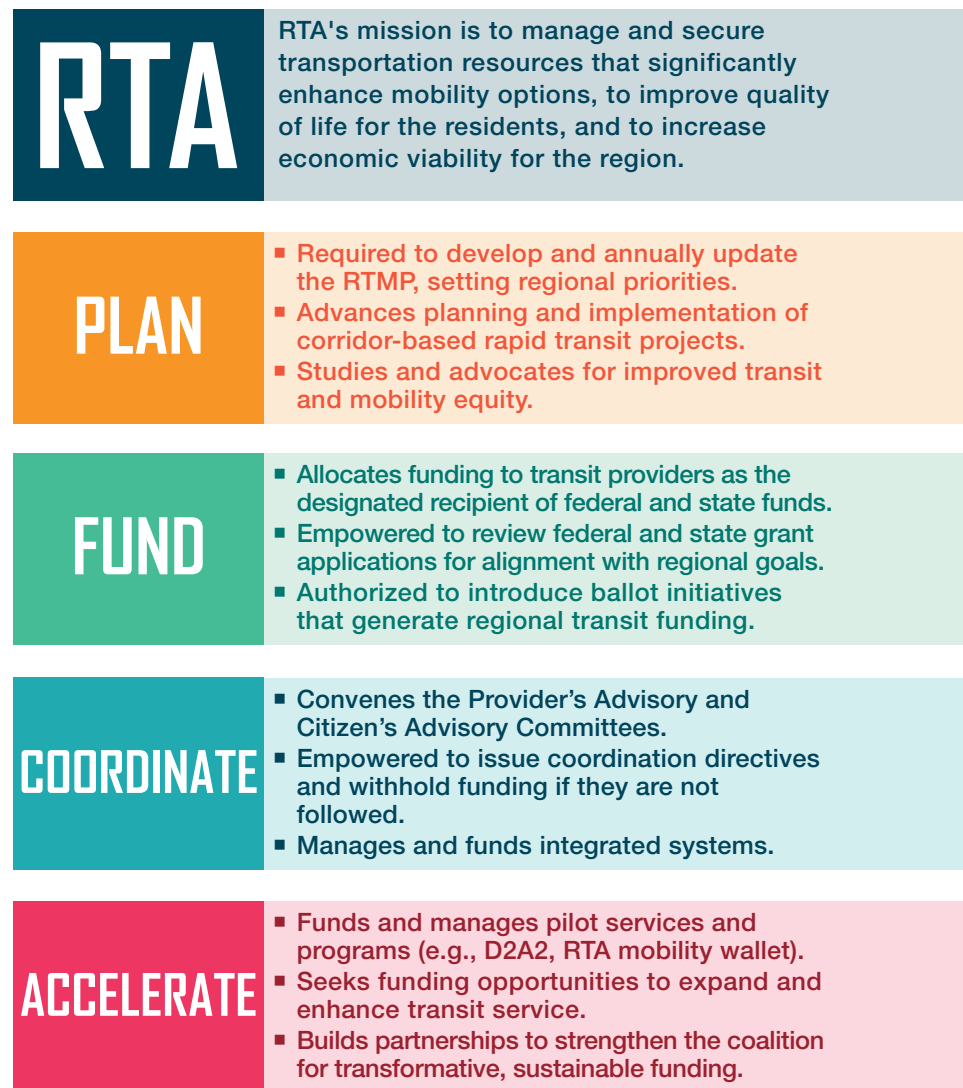 RTA
RTA's mission is to manage and secure
transportation resources that significantly
enhance mobility options, to improve quality
of life for the residents, and to increase
economic viability for the region.
PLAN
▪ Required to develop and annually update
the RTMP, setting regional priorities.
▪ Advances planning and implementation of
corridor-based rapid transit projects.
▪ Studies and advocates for improved transit
and mobility equity.
FUND
▪ Allocates funding to transit providers as the
designated recipient of federal and state funds.
▪ Empowered to review federal and state grant
applications for alignment with regional goals.
▪ Authorized to introduce ballot initiatives
that generate regional transit funding.
COORDINATE
▪ Convenes the Provider’s Advisory and
Citizen’s Advisory Committees.
▪ Empowered to issue coordination directives
and withhold funding if they are not
followed.
▪ Manages and funds integrated systems.
ACCELERATE
▪ Funds and manages pilot services and
programs (e.g., D2A2, RTA mobility wallet).
▪ Seeks funding opportunities to expand and
enhance transit service.
▪ Builds partnerships to strengthen the coalition
for transformative, sustainable funding.